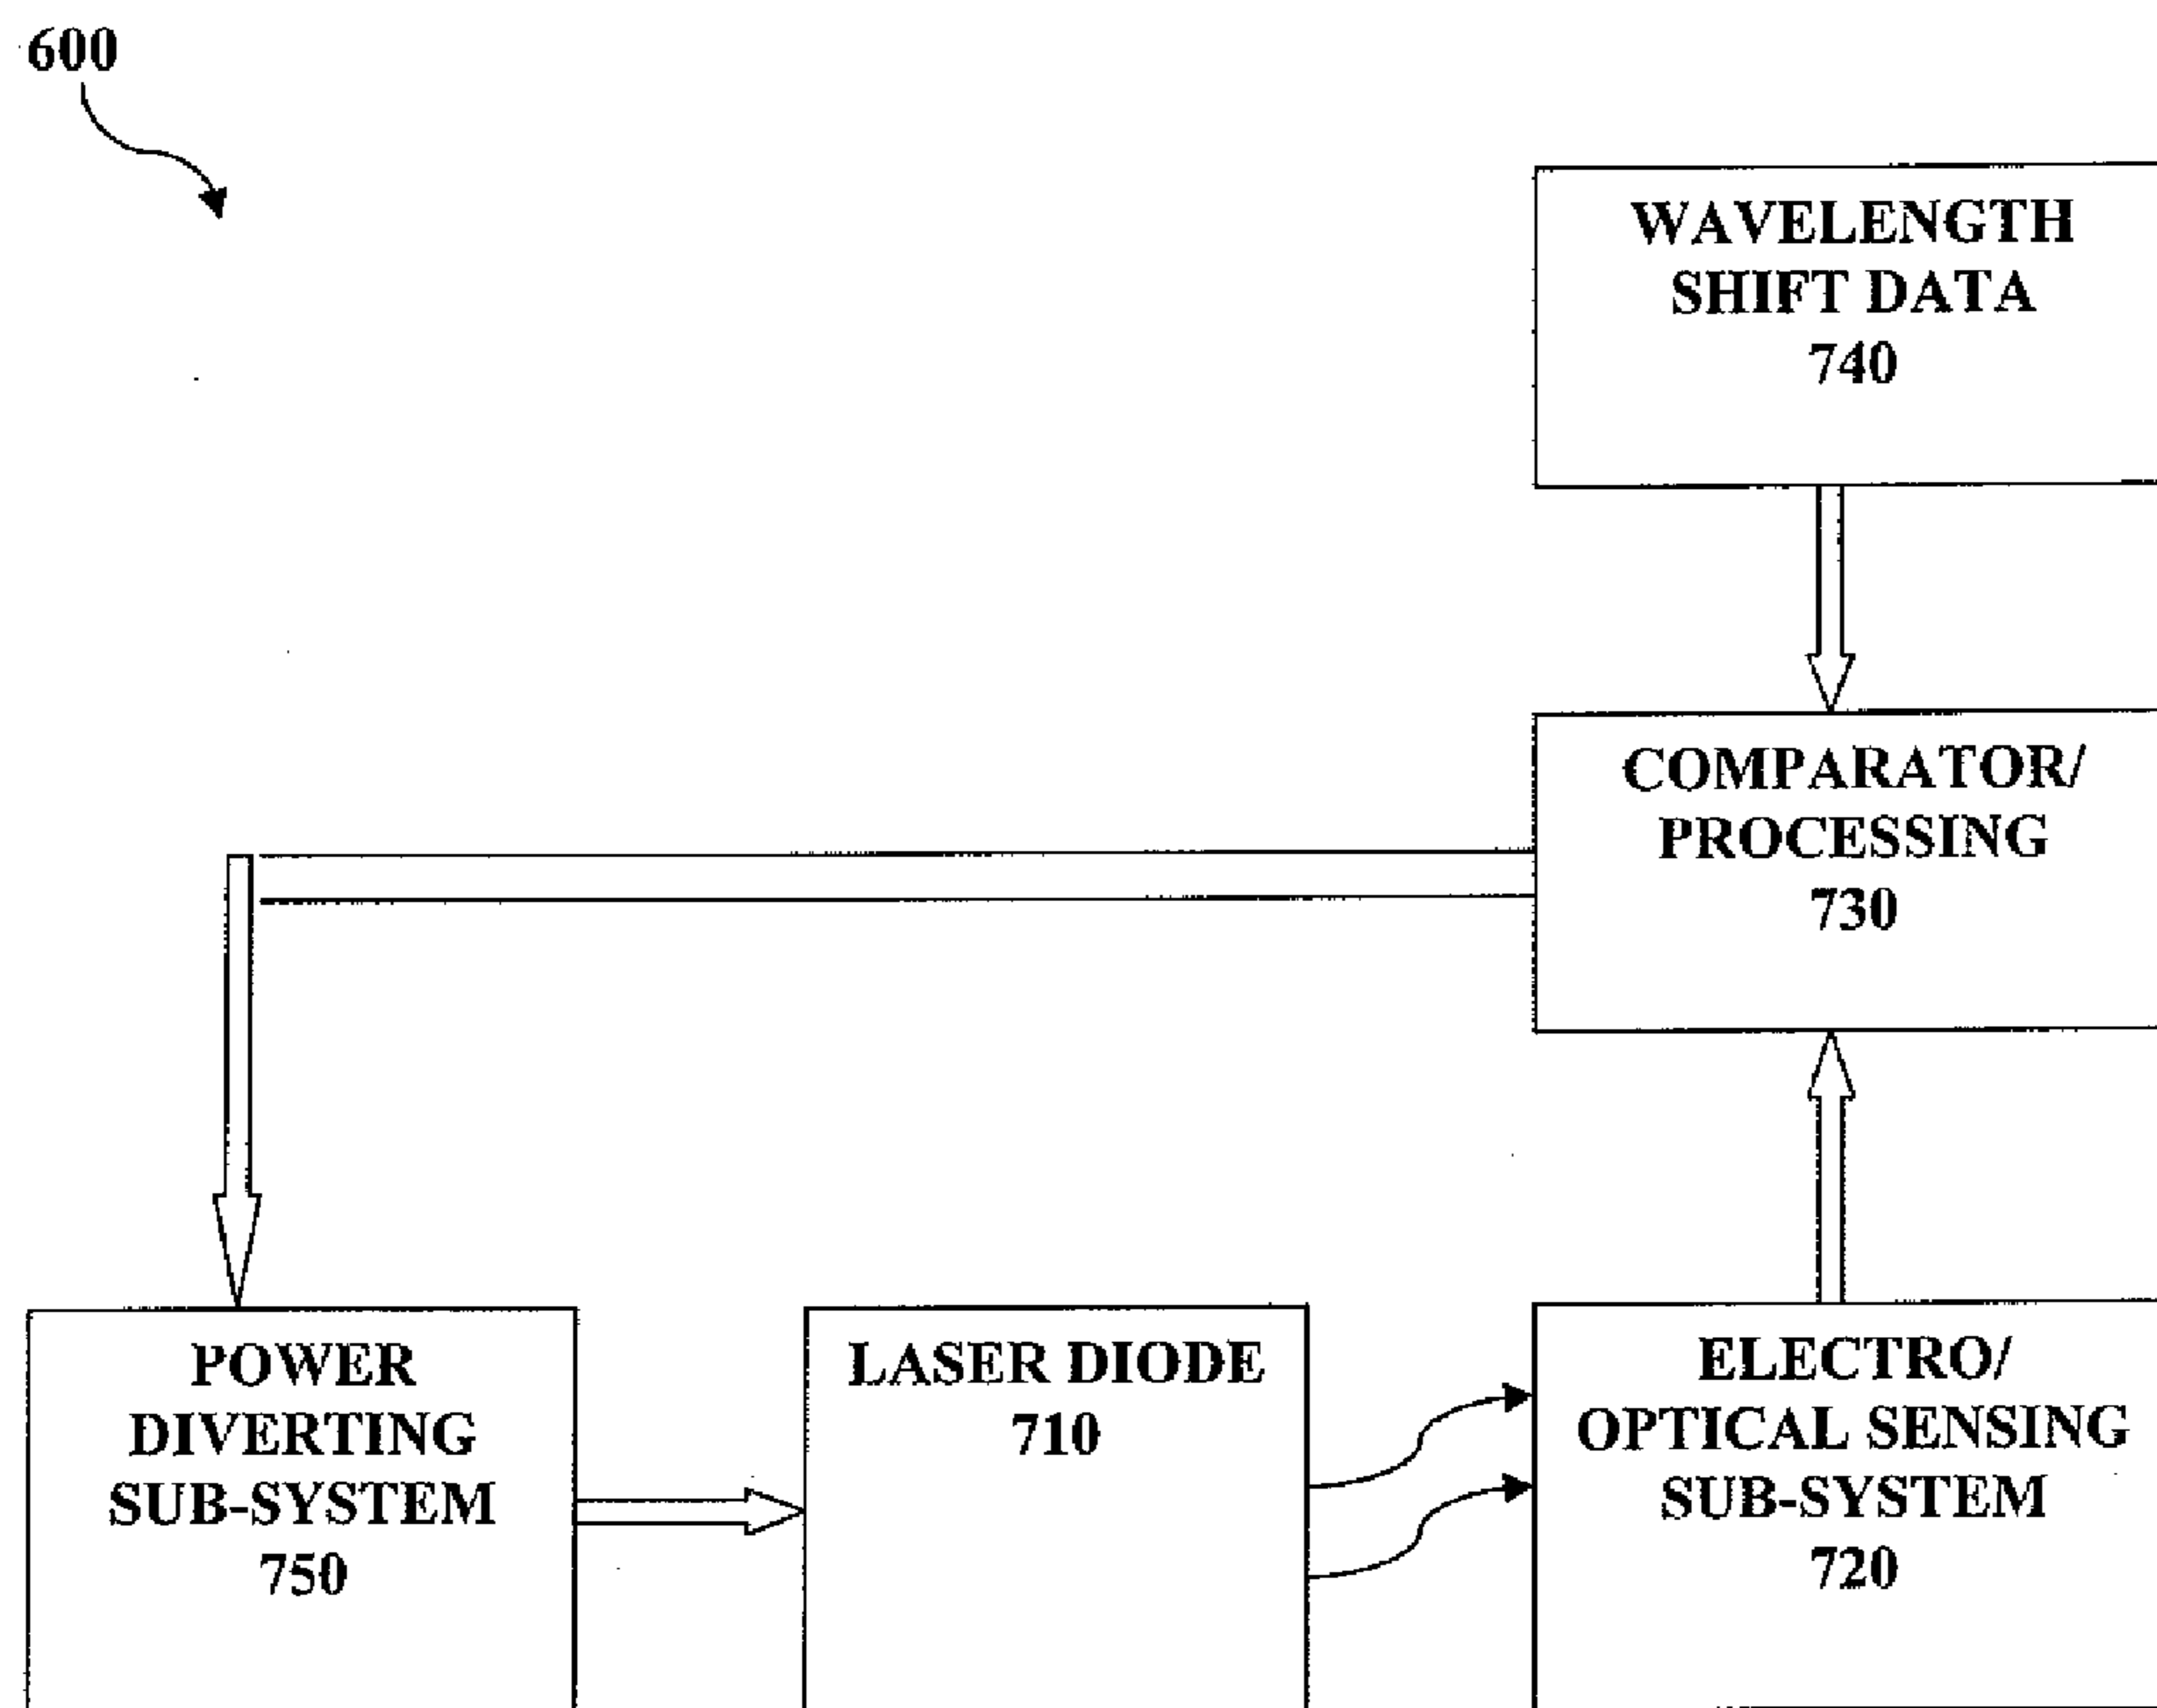 600
WAVELENGTH
SHIFT DATA
740
COMPARATOR/
PROCESSING
730
POWER
DIVERTING
SUB-SYSTEM
750
LASER DIODE
710
ELECTRO/
OPTICAL SENSING
SUB-SYSTEM
720